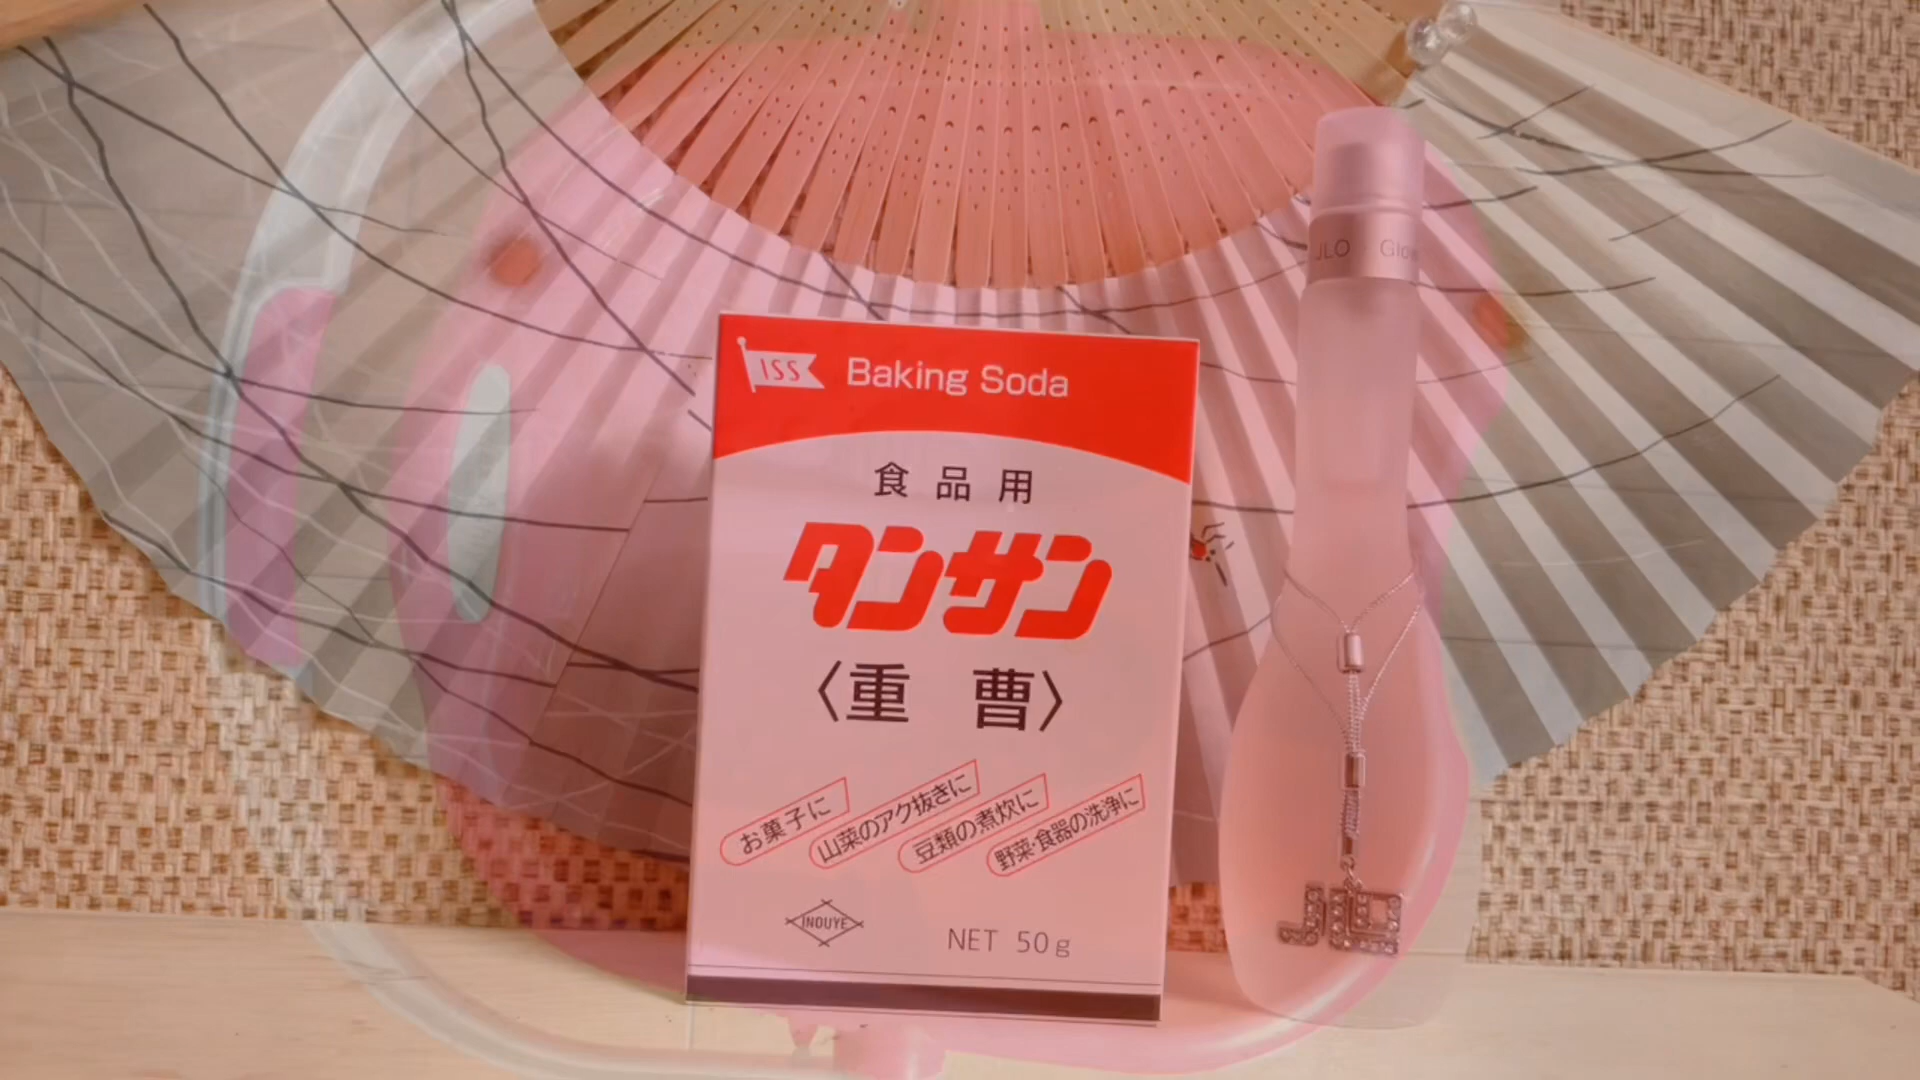 ISS
Baking Soda
食品用
タンサン
〈重 曹〉
お菓子に
山菜のアク抜きに
豆類の煮炊に
野菜・食器の洗浄に
INOUYE
NET 50g
JLO
JLO